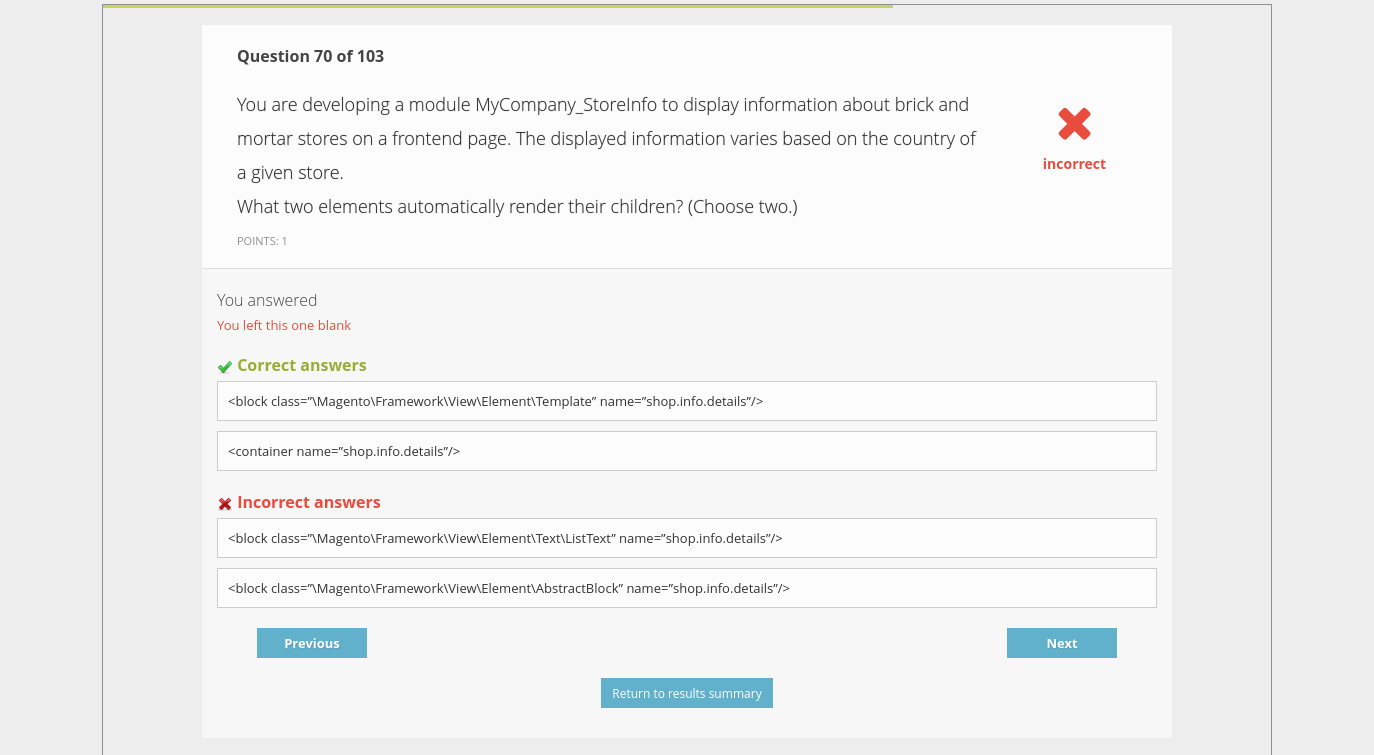 Question 70 of 103
You are developing a module MyCompany_StoreInfo to display information about brick and
mortar stores on a frontend page. The displayed information varies based on the country of
a given store.
What two elements automatically render their children? (Choose two.)
POINTS: 1
incorrect
You answered
You left this one blank
Correct answers
<block class=”\Magento\Framework\View\Element\Template” name=”shop.info.details”/>
<container name=”shop.info.details”/>
Incorrect answers
<block class=”\Magento\Framework\View\Element\Text\ListText” name=”shop.info.details”/>
<block class=”\Magento\Framework\View\Element\AbstractBlock” name=”shop.info.details”/>
Previous
Next
Return to results summary